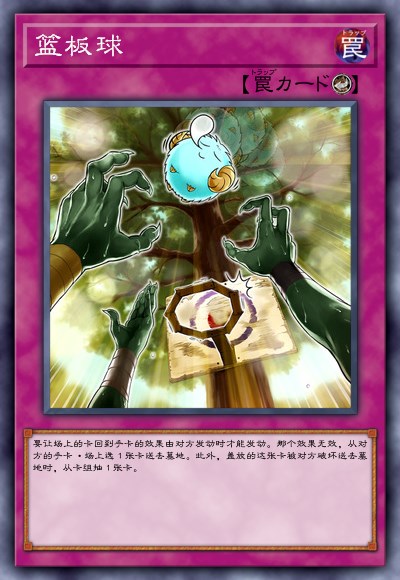 篮板球
トラップ
罠
トラップ
【罠カード】
要让场上的卡回到手卡的效果由对方发动时才能发动。那个效果无效，从对
方的手卡·场上选1张卡送去墓地。此外，盖放的这张卡被对方破坏送去墓
地时，从卡组抽1张卡。